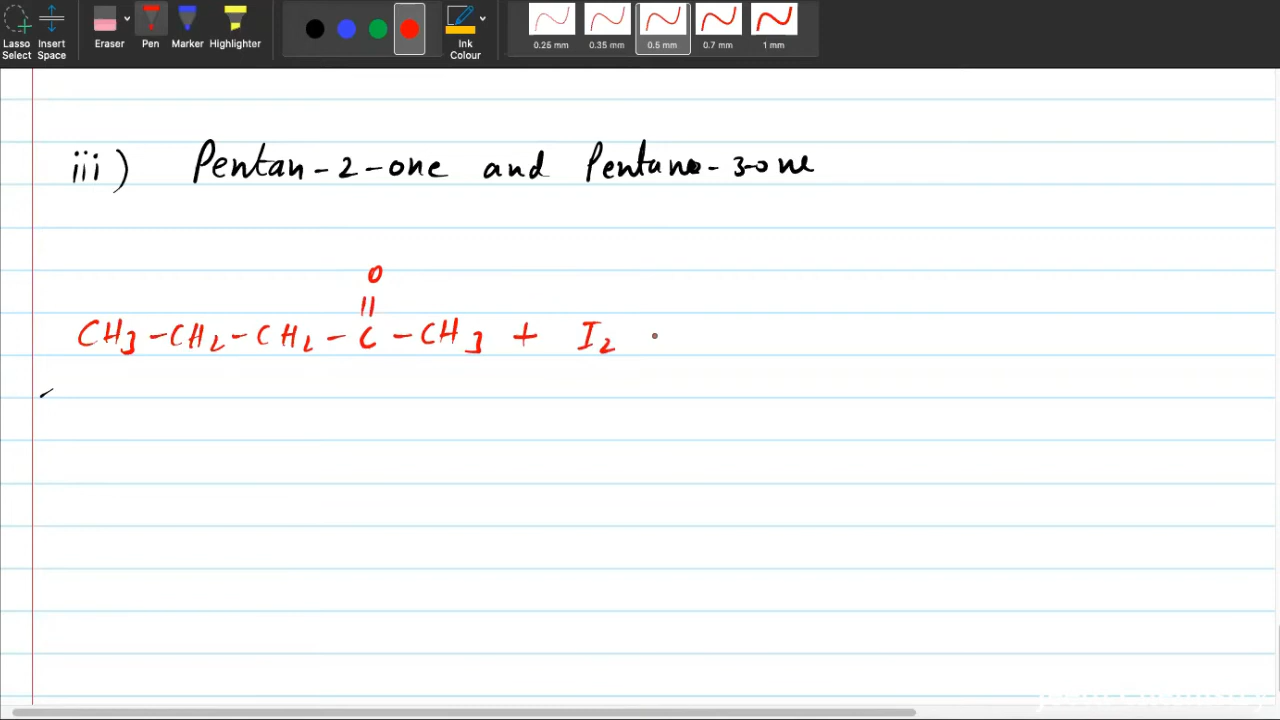 Lasso Select
Insert Space
Eraser
Pen
Marker
Highlighter
Ink Colour
0.25 mm
0.35 mm
0.5 mm
0.7 mm
1 mm
iii) Pentan-2-one and Pentano-3-one
O
||
CH3-CH2-CH2-C-CH3 + I2